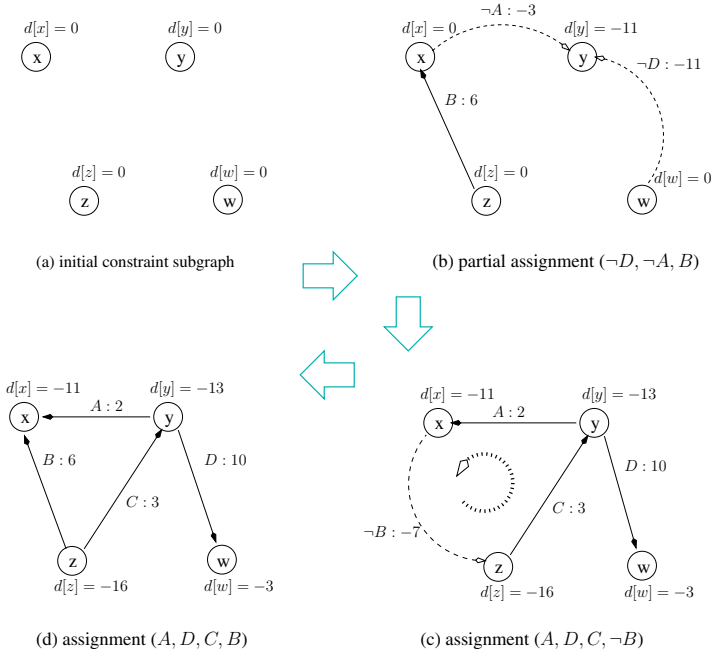 d[x] = 0
d[y] = 0
x
y
d[z] = 0
d[w] = 0
z
w
(a) initial constraint subgraph
d[x] = 0
¬A : −3
d[y] = −11
x
y
¬D : −11
B : 6
d[z] = 0
d[w] = 0
z
w
(b) partial assignment (¬D, ¬A, B)
d[x] = −11
d[y] = −13
x
A : 2
y
B : 6
D : 10
C : 3
z
w
d[z] = −16
d[w] = −3
(d) assignment (A, D, C, B)
d[x] = −11
d[y] = −13
x
A : 2
y
D : 10
C : 3
¬B : −7
z
w
d[z] = −16
d[w] = −3
(c) assignment (A, D, C, ¬B)